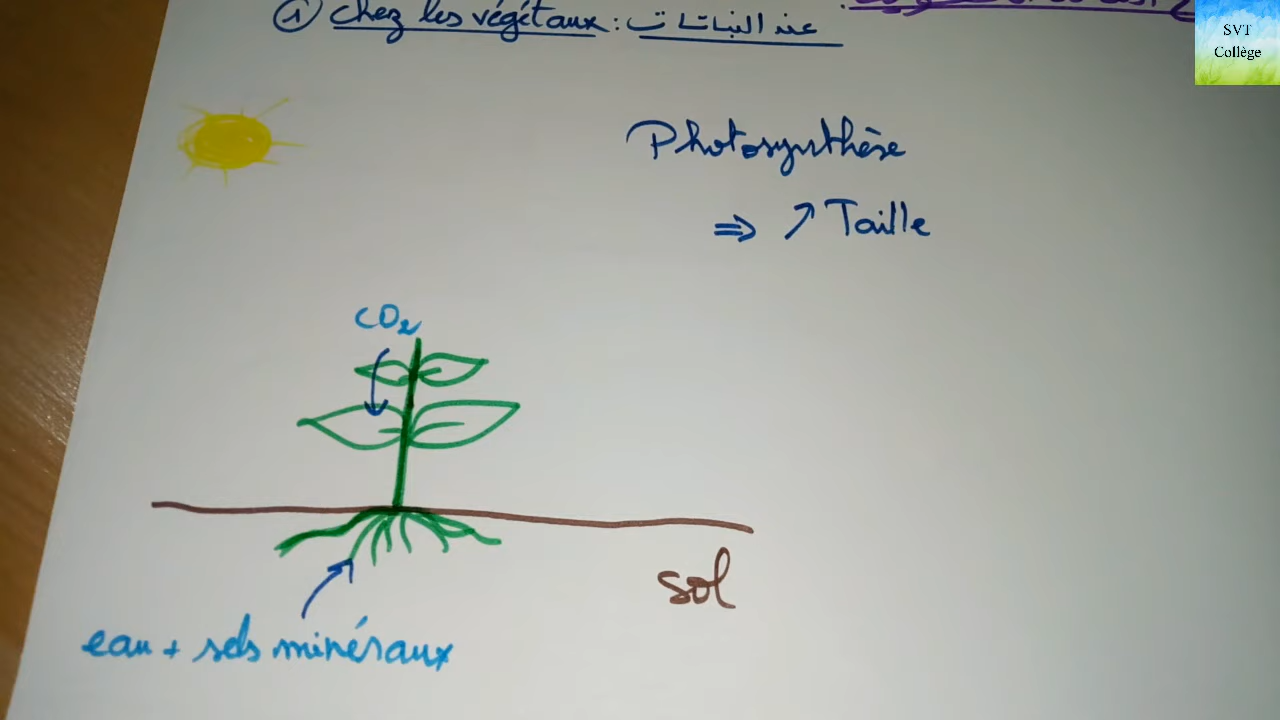 ① Chez les végétaux : عند النباتات
SVT
Collège
Photosynthèse
⇒ ↗ Taille
CO₂
sol
eau + sels minéraux